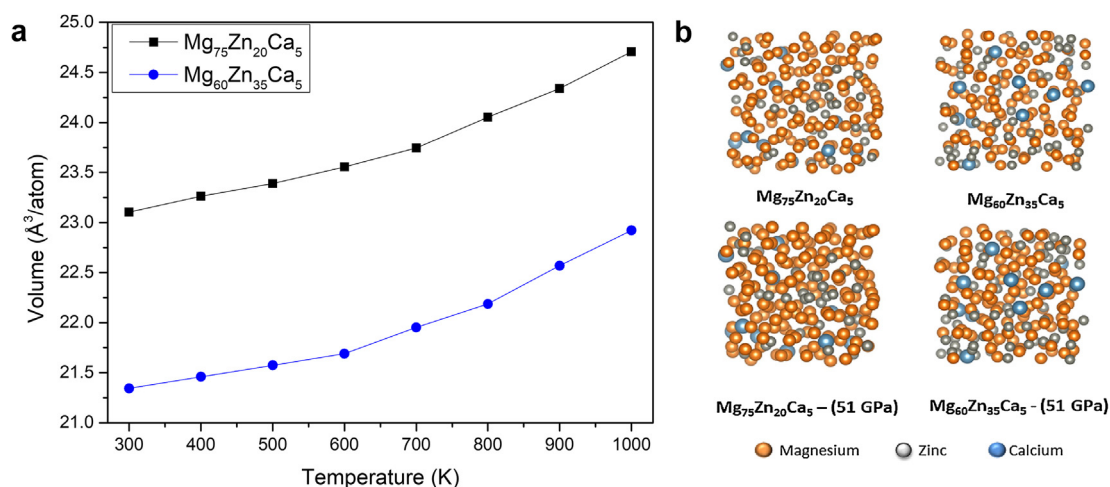 a
25.0
24.5
24.0
23.5
23.0
22.5
22.0
21.5
21.0
Volume (Å³/atom)
Mg₇₅Zn₂₀Ca₅
Mg₆₀Zn₃₅Ca₅
300 400 500 600 700 800 900 1000
Temperature (K)
b
Mg₇₅Zn₂₀Ca₅ Mg₆₀Zn₃₅Ca₅
Mg₇₅Zn₂₀Ca₅ – (51 GPa) Mg₆₀Zn₃₅Ca₅ - (51 GPa)
Magnesium Zinc Calcium